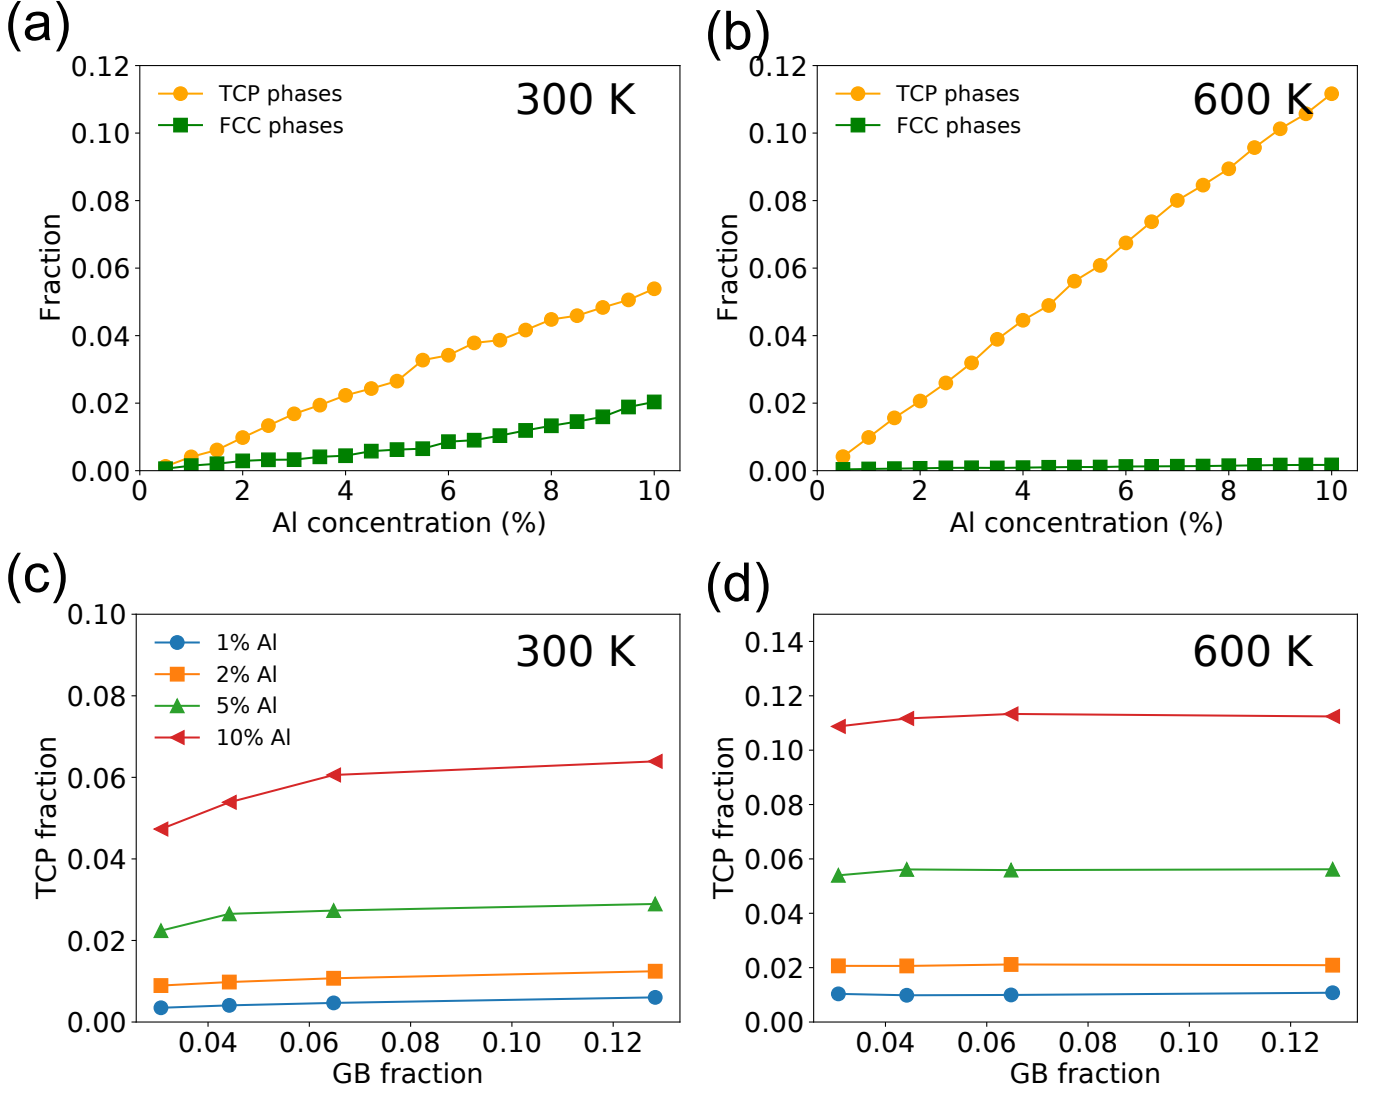 (a)
0.12
0.10
0.08
0.06
0.04
0.02
0.00
Fraction
TCP phases
FCC phases
300 K
0 2 4 6 8 10
Al concentration (%)
(b)
0.12
0.10
0.08
0.06
0.04
0.02
0.00
Fraction
TCP phases
FCC phases
600 K
0 2 4 6 8 10
Al concentration (%)
(c)
0.10
0.08
0.06
0.04
0.02
0.00
TCP fraction
1% Al
2% Al
5% Al
10% Al
300 K
0.04 0.06 0.08 0.10 0.12
GB fraction
(d)
0.14
0.12
0.10
0.08
0.06
0.04
0.02
0.00
TCP fraction
600 K
0.04 0.06 0.08 0.10 0.12
GB fraction